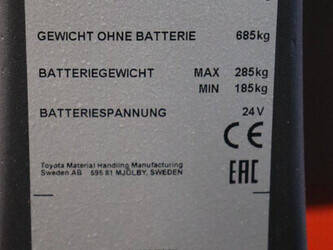 GEWICHT OHNE BATTERIE 685kg
BATTERIEGEWICHT MAX 285kg
MIN 185kg
BATTERIESPANNUNG 24V
CE
Toyota Material Handling Manufacturing
Sweden AB 595 81 MJÖLBY, SWEDEN
EAC